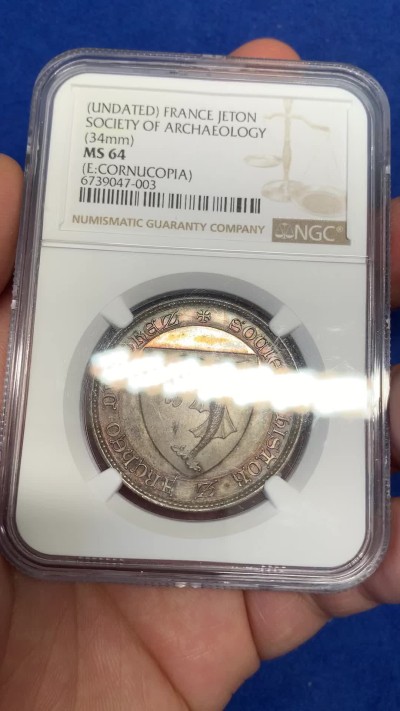 (UNDATED) FRANCE JETON
SOCIETY OF ARCHAEOLOGY
(34mm)
MS 64
(E:CORNUCOPIA)
6739047-003
NUMISMATIC GUARANTY COMPANY
NGC